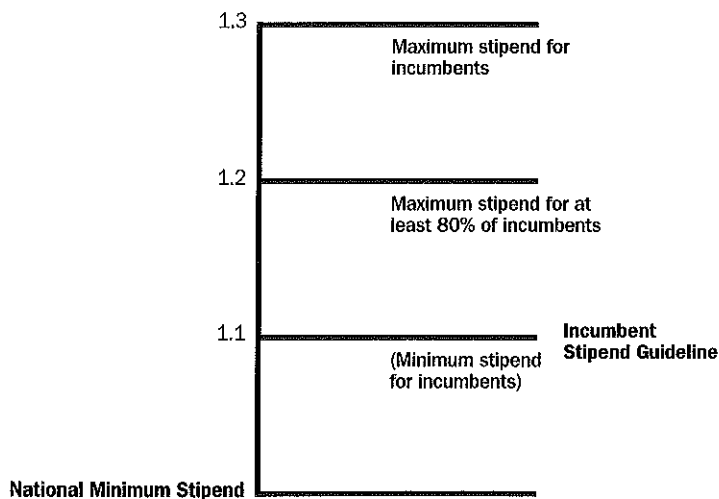 1.3
Maximum stipend for
incumbents
1.2
Maximum stipend for at
least 80% of incumbents
1.1
Incumbent
Stipend Guideline
(Minimum stipend
for incumbents)
National Minimum Stipend